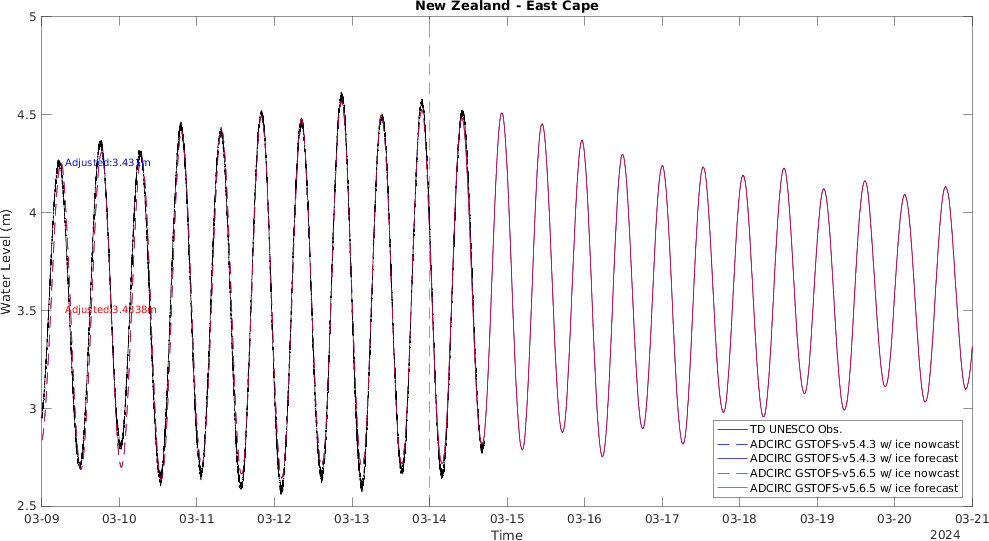 New Zealand - East Cape
5
4.5
4
3.5
3
2.5
Water Level (m)
Adjusted:3.4338m
TD UNESCO Obs.
ADCIRC GSTOFS-v5.4.3 w/ ice nowcast
ADCIRC GSTOFS-v5.4.3 w/ ice forecast
ADCIRC GSTOFS-v5.6.5 w/ ice nowcast
ADCIRC GSTOFS-v5.6.5 w/ ice forecast
03-09 03-10 03-11 03-12 03-13 03-14 03-15 03-16 03-17 03-18 03-19 03-20 03-21
Time
2024